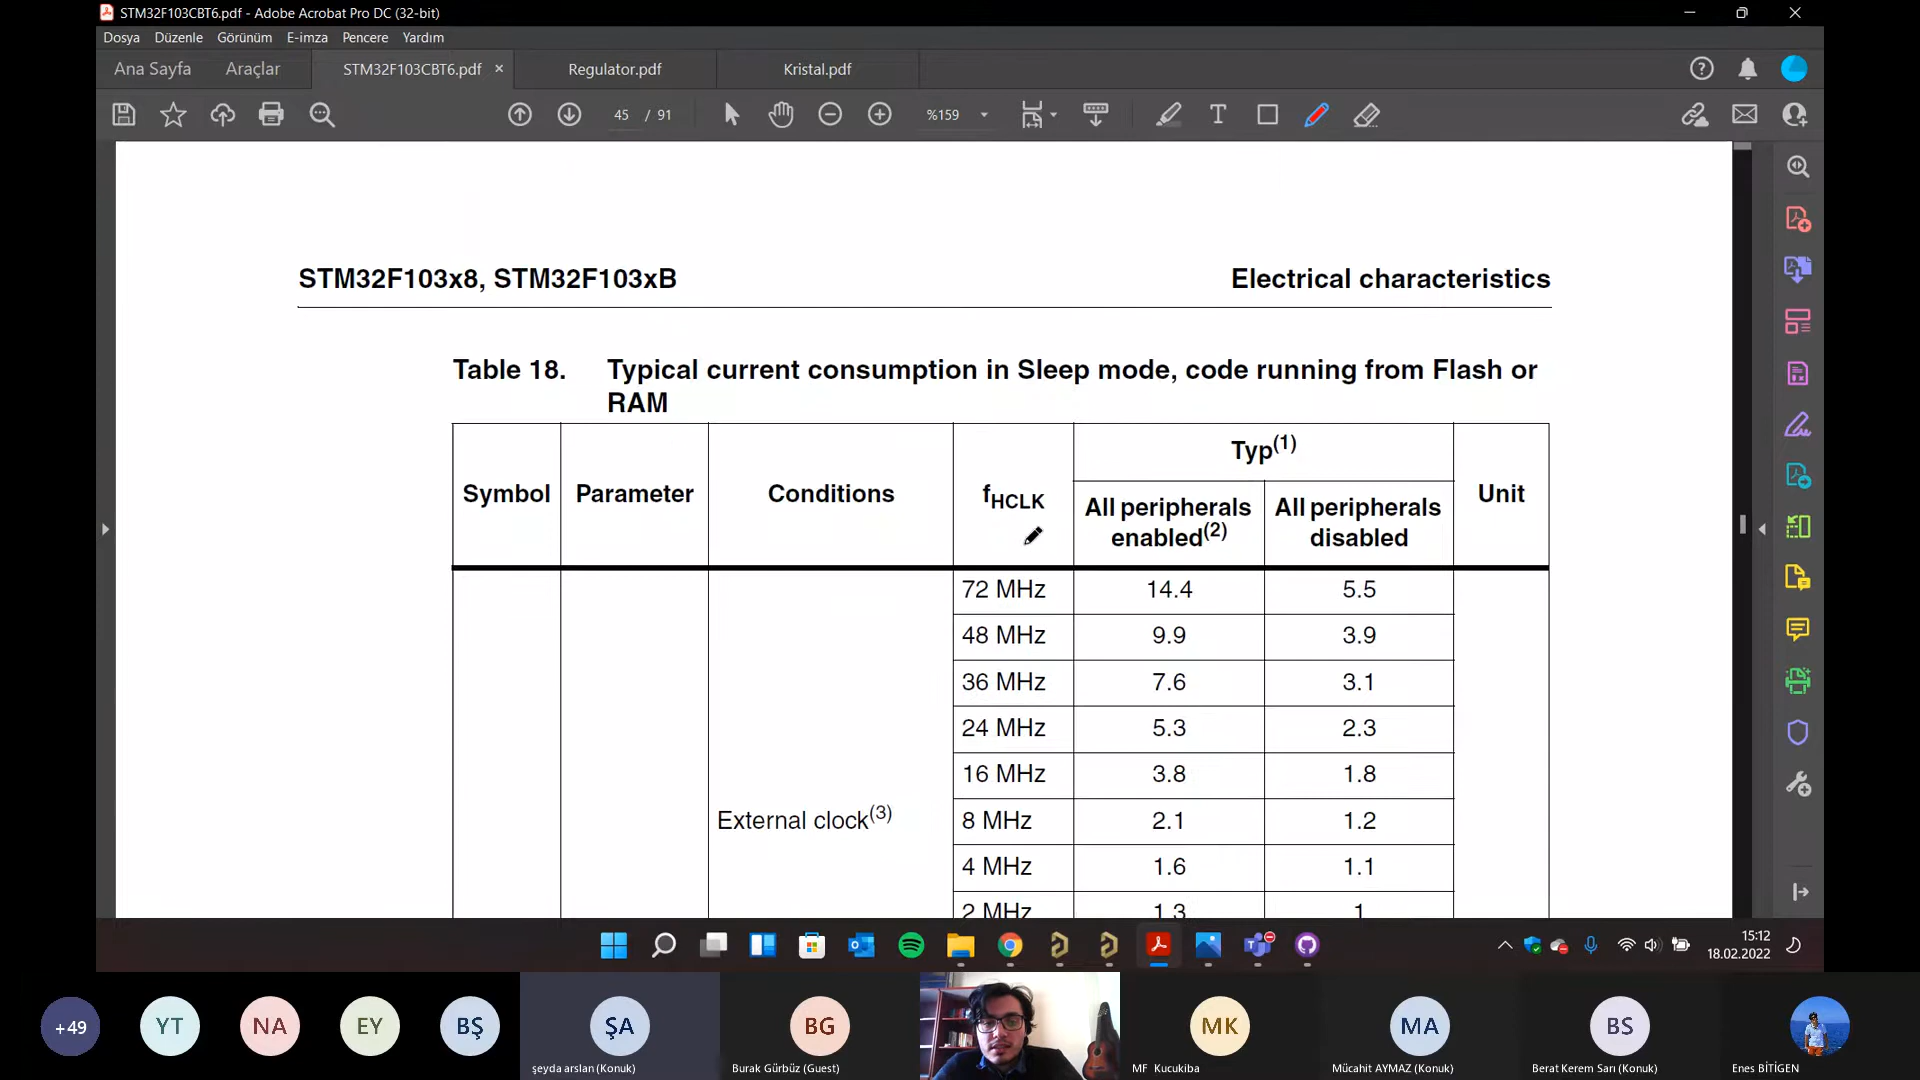 STM32F103CBT6.pdf - Adobe Acrobat Pro DC (32-bit)
Dosya Düzenle Görünüm E-imza Pencere Yardım
Ana Sayfa Araçlar STM32F103CBT6.pdf × Regulator.pdf Kristal.pdf
45 / 91 %159
STM32F103x8, STM32F103xB Electrical characteristics
Table 18. Typical current consumption in Sleep mode, code running from Flash or
RAM
Symbol Parameter Conditions fHCLK Typ(1) Unit
All peripherals enabled(2) All peripherals disabled
72 MHz 14.4 5.5
48 MHz 9.9 3.9
36 MHz 7.6 3.1
24 MHz 5.3 2.3
16 MHz 3.8 1.8
External clock(3) 8 MHz 2.1 1.2
4 MHz 1.6 1.1
2 MHz 1.3 1
15:12
18.02.2022
+49 YT NA EY BŞ ŞA BG MK MA BS
şeyda arslan (Konuk) Burak Gürbüz (Guest) MF Kucukiba Mücahit AYMAZ (Konuk) Berat Kerem Sarı (Konuk) Enes BİTİGEN